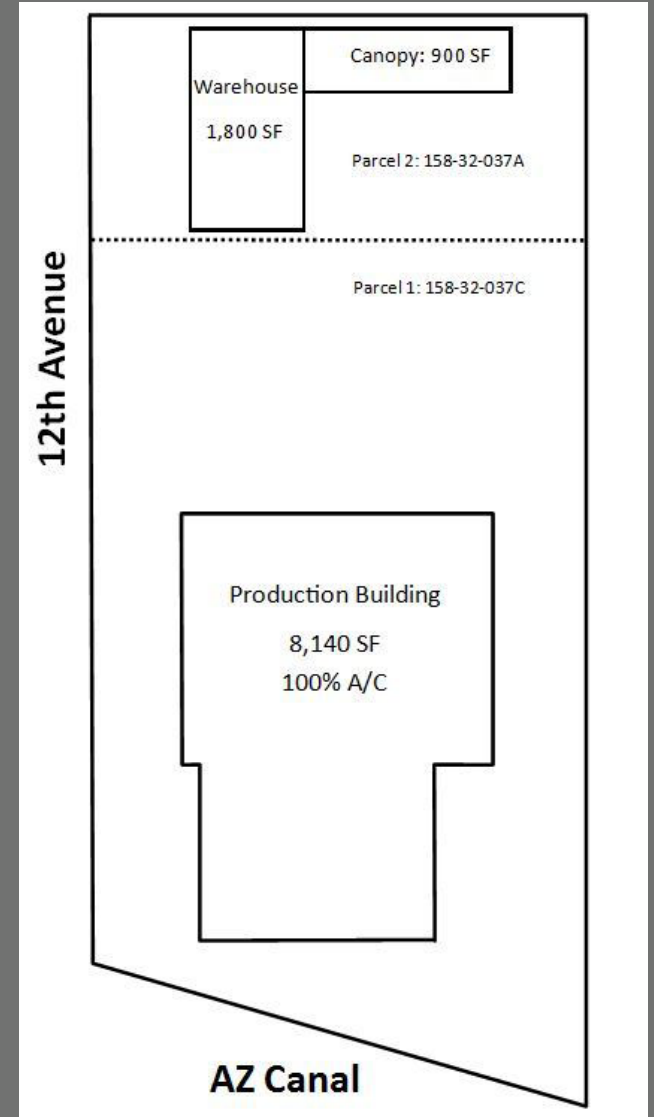 Canopy: 900 SF
Warehouse
1,800 SF
Parcel 2: 158-32-037A
Parcel 1: 158-32-037C
12th Avenue
Production Building
8,140 SF
100% A/C
AZ Canal